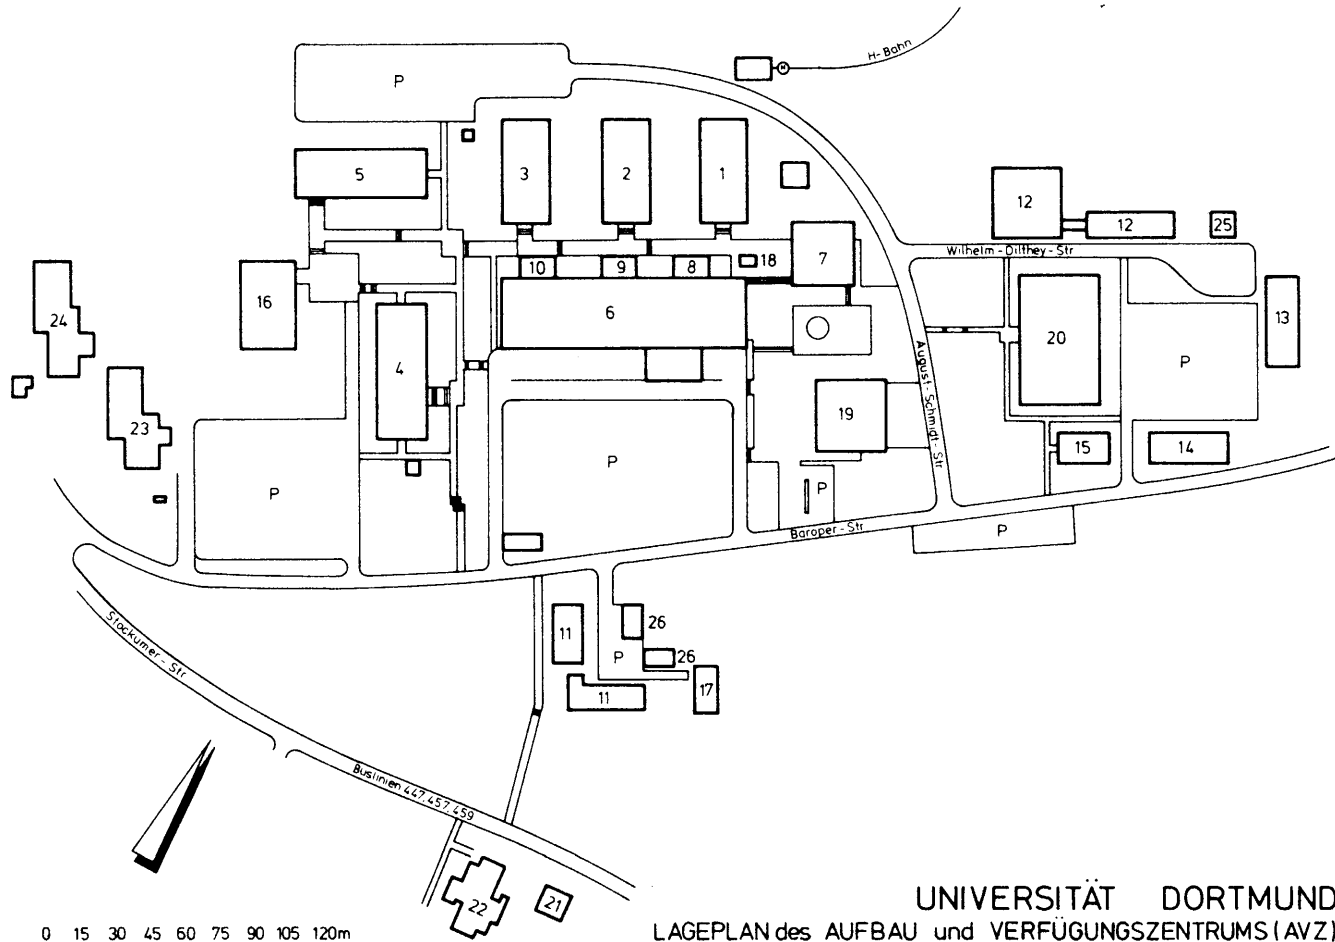 H-Bahn
H
P
5
3
2
1
12
12
25
Wilhelm-Dilthey-Str
10
9
8
18
7
16
24
6
20
13
4
P
August-Schmidt-Str
19
23
15
14
P
P
P
Baroper-Str
P
Stockumer-Str
11
26
P
26
11
17
Buslinien 447, 457, 459
22
21
UNIVERSITÄT DORTMUND
0 15 30 45 60 75 90 105 120m
LAGEPLAN des AUFBAU und VERFÜGUNGSZENTRUMS (AVZ)